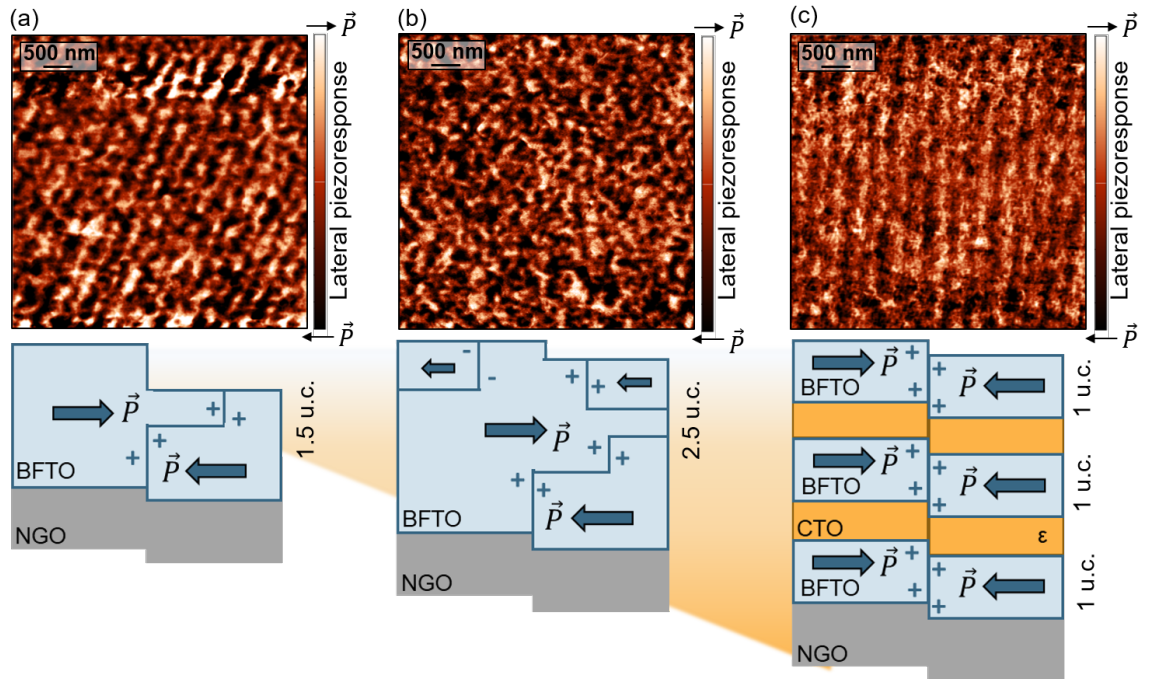 (a)
500 nm
P⃗
Lateral piezoresponse
P⃗
P⃗
+
+
+
+
P⃗
BFTO
NGO
1.5 u.c.
(b)
500 nm
P⃗
Lateral piezoresponse
P⃗
-
-
+
+
P⃗
+
+
+
+
P⃗
BFTO
NGO
2.5 u.c.
(c)
500 nm
P⃗
Lateral piezoresponse
P⃗
P⃗
+
+
BFTO
+
+
P⃗
1 u.c.
P⃗
+
+
BFTO
+
+
P⃗
1 u.c.
CTO
ε
P⃗
+
+
BFTO
+
+
P⃗
1 u.c.
NGO